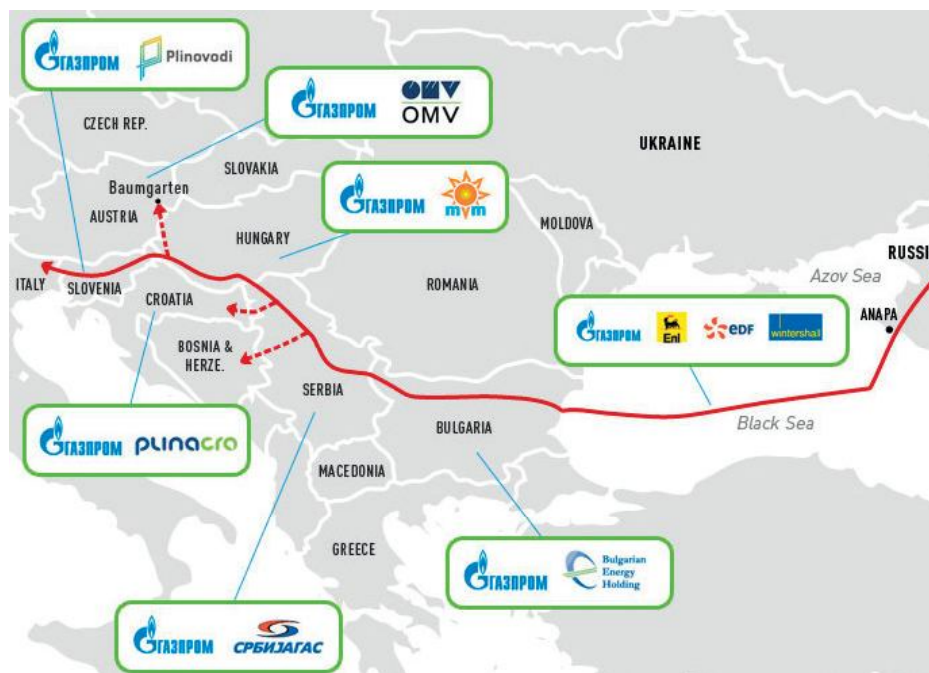 ГАЗПРОМ Plinovodi
ГАЗПРОМ OMV
OMV
CZECH REP.
UKRAINE
SLOVAKIA
Baumgarten
ГАЗПРОМ mvm
AUSTRIA
MOLDOVA
HUNGARY
RUSSI
ITALY
SLOVENIA
ROMANIA
Azov Sea
CROATIA
ANAPA
ГАЗПРОМ Eni eDF wintershall
BOSNIA &
HERZE.
SERBIA
Black Sea
BULGARIA
ГАЗПРОМ PLINACRO
MACEDONIA
GREECE
ГАЗПРОМ Bulgarian
Energy
Holding
ГАЗПРОМ СРБИЈАГАС